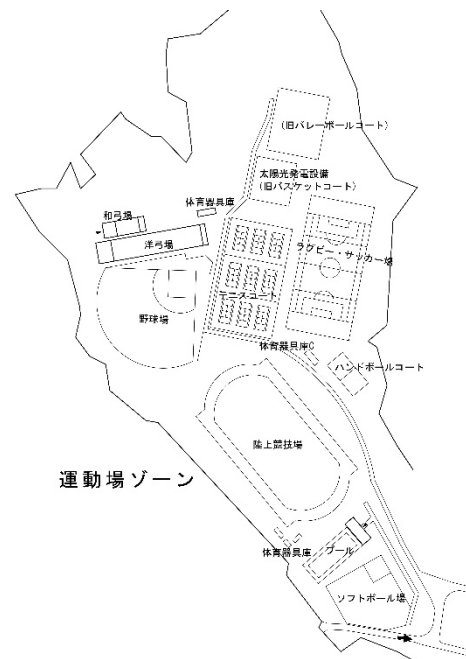 (旧バレーボールコート)
太陽光発電設備
(旧バスケットコート)
体育器具庫
和弓場
洋弓場
ラグビー・サッカー場
テニスコート
野球場
体育器具庫C
ハンドボールコート
陸上競技場
運動場ゾーン
体育器具庫
プール
ソフトボール場